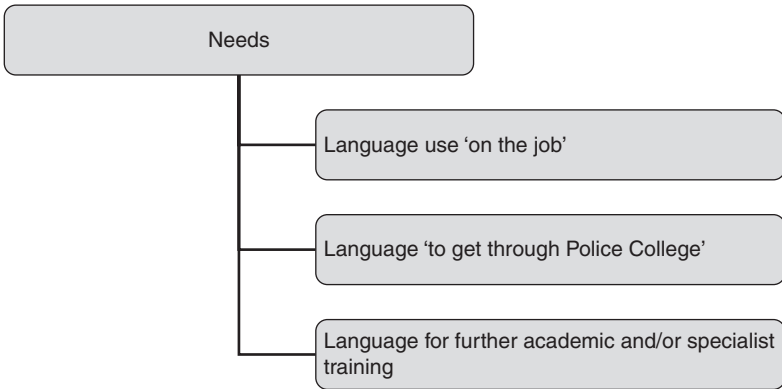 Needs
Language use ‘on the job’
Language ‘to get through Police College’
Language for further academic and/or specialist
training